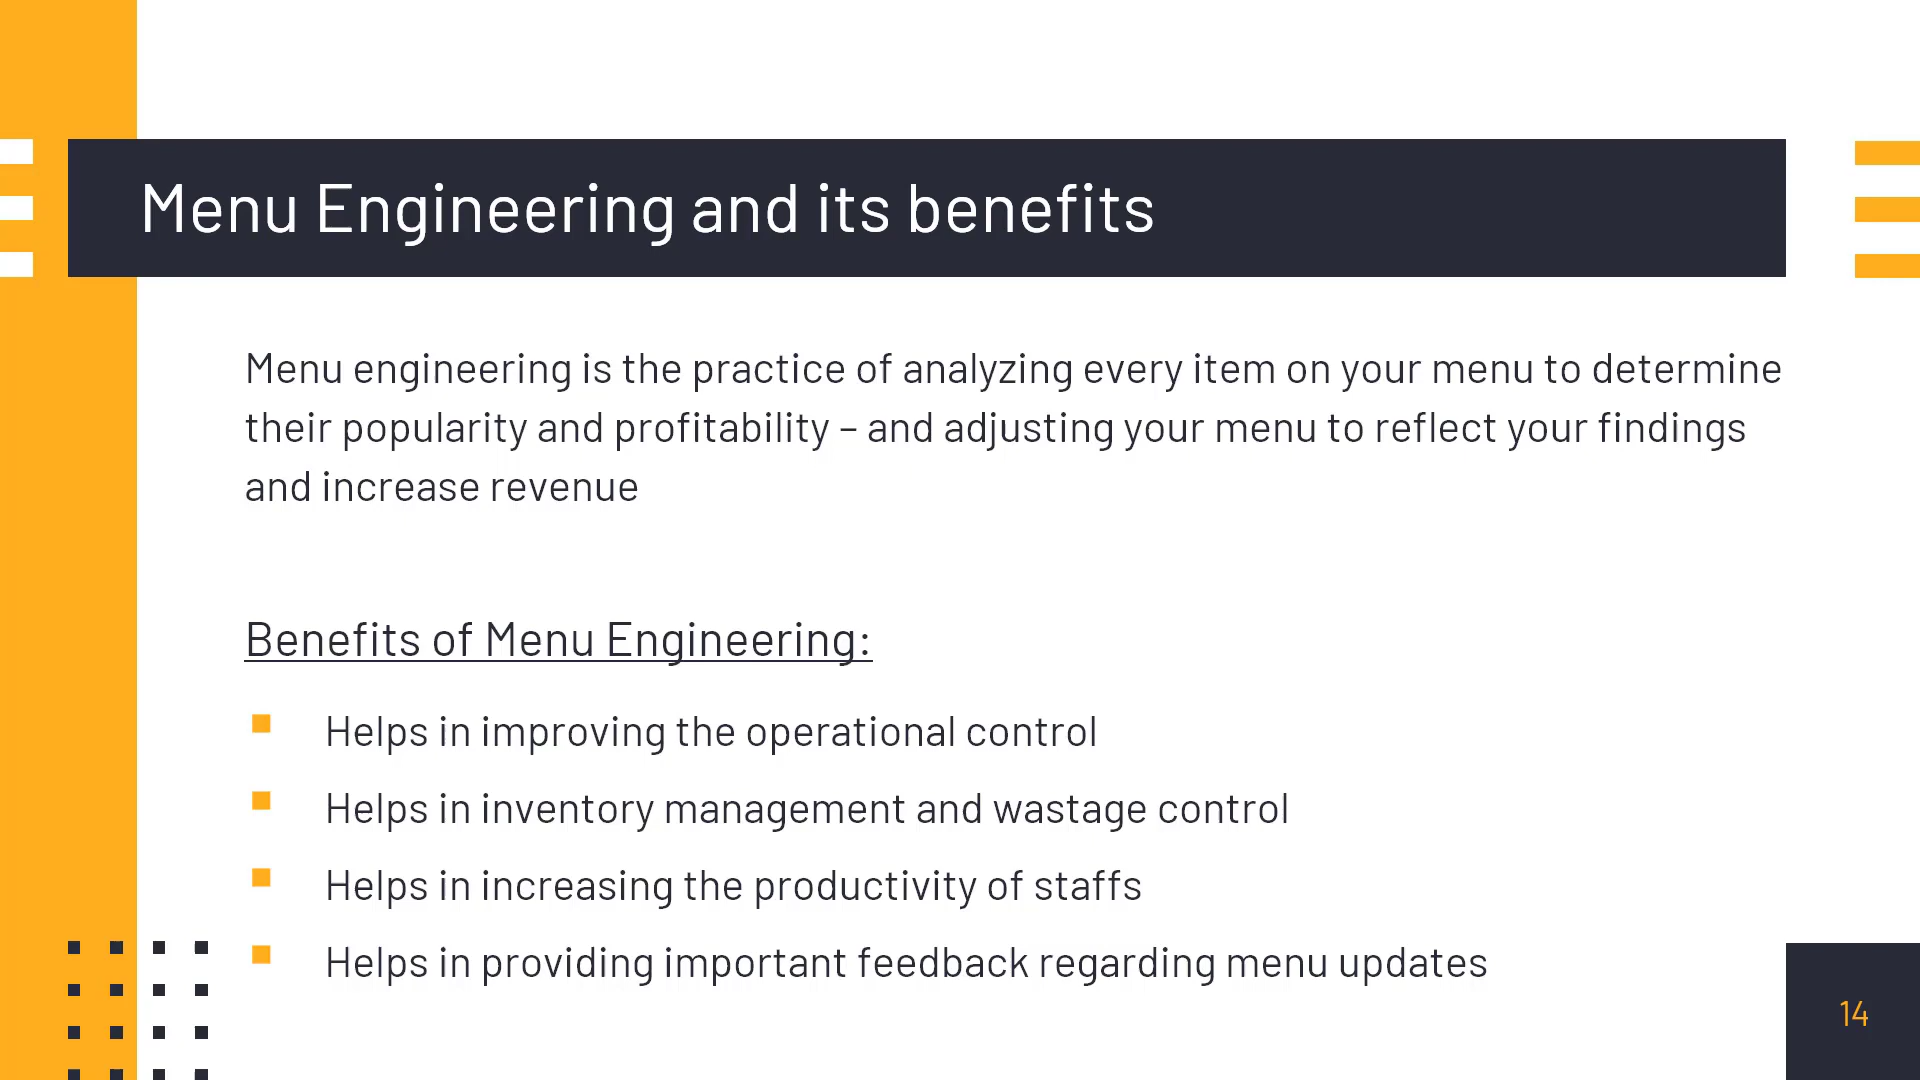 Menu Engineering and its benefits
Menu engineering is the practice of analyzing every item on your menu to determine
their popularity and profitability – and adjusting your menu to reflect your findings
and increase revenue
Benefits of Menu Engineering:
Helps in improving the operational control
Helps in inventory management and wastage control
Helps in increasing the productivity of staffs
Helps in providing important feedback regarding menu updates
14